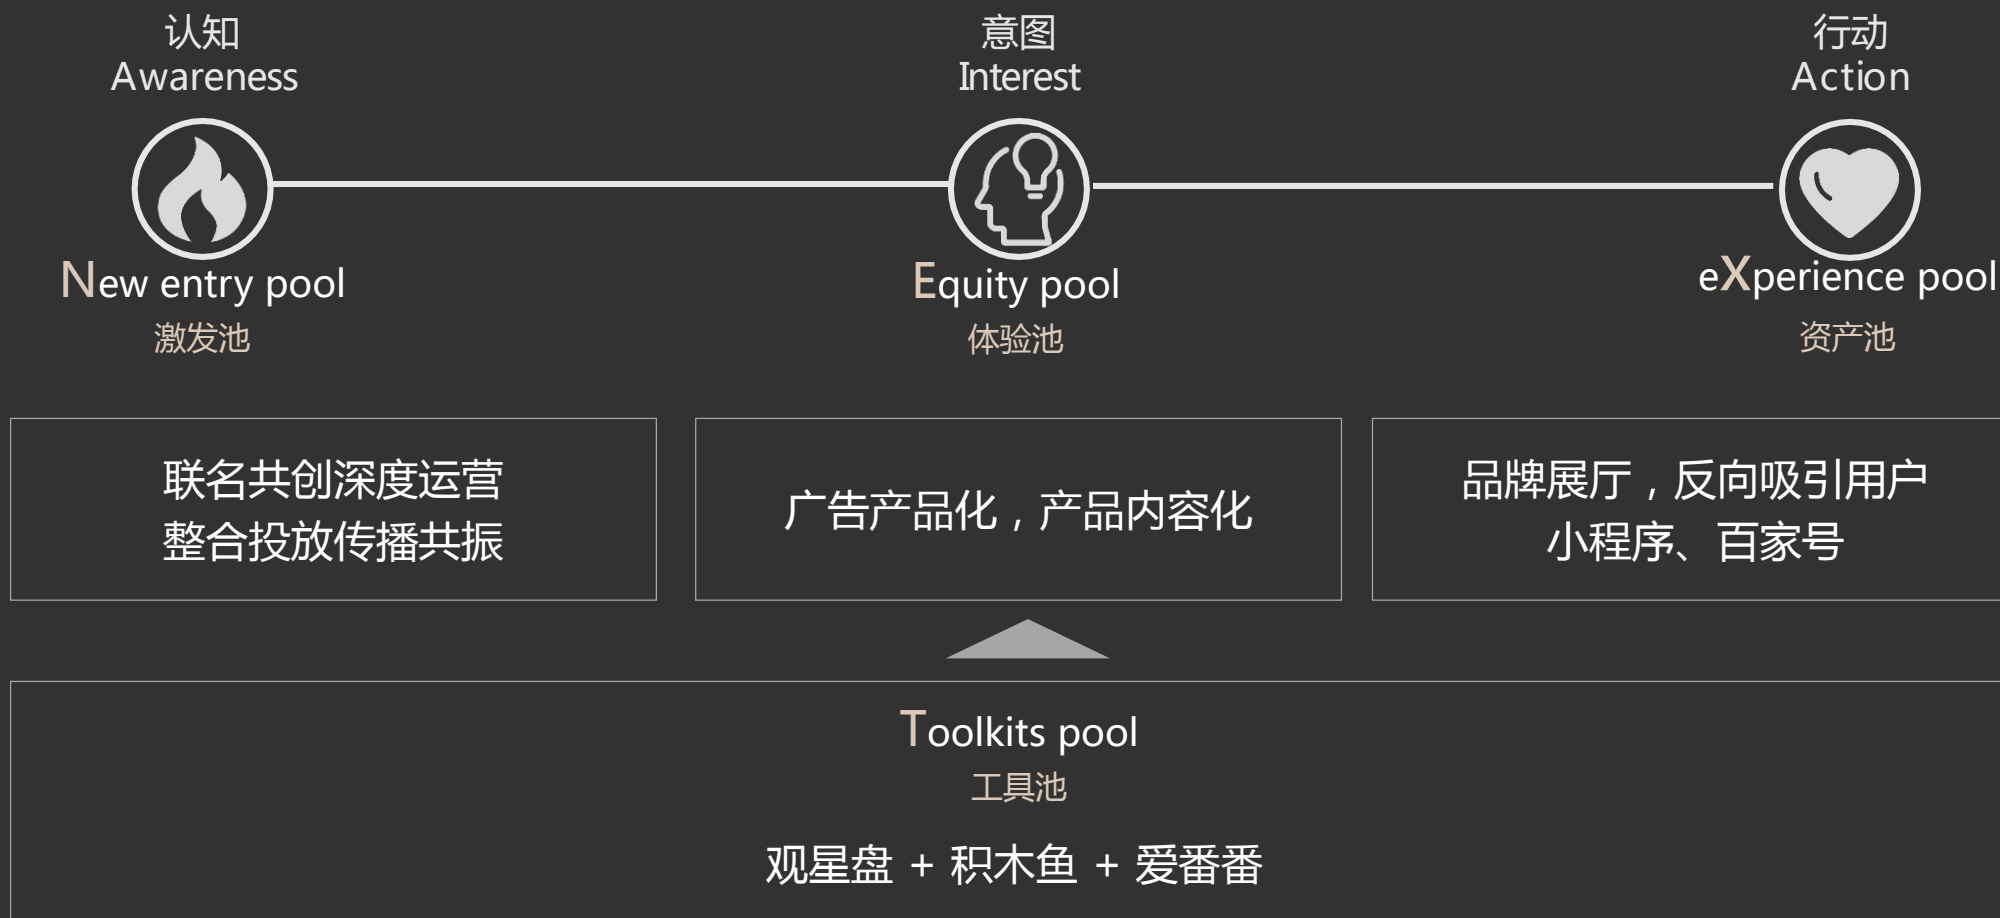 认知
Awareness
意图
Interest
行动
Action
New entry pool
激发池
Equity pool
体验池
eXperience pool
资产池
联名共创深度运营
整合投放传播共振
广告产品化，产品内容化
品牌展厅，反向吸引用户
小程序、百家号
Toolkits pool
工具池
观星盘 + 积木鱼 + 爱番番